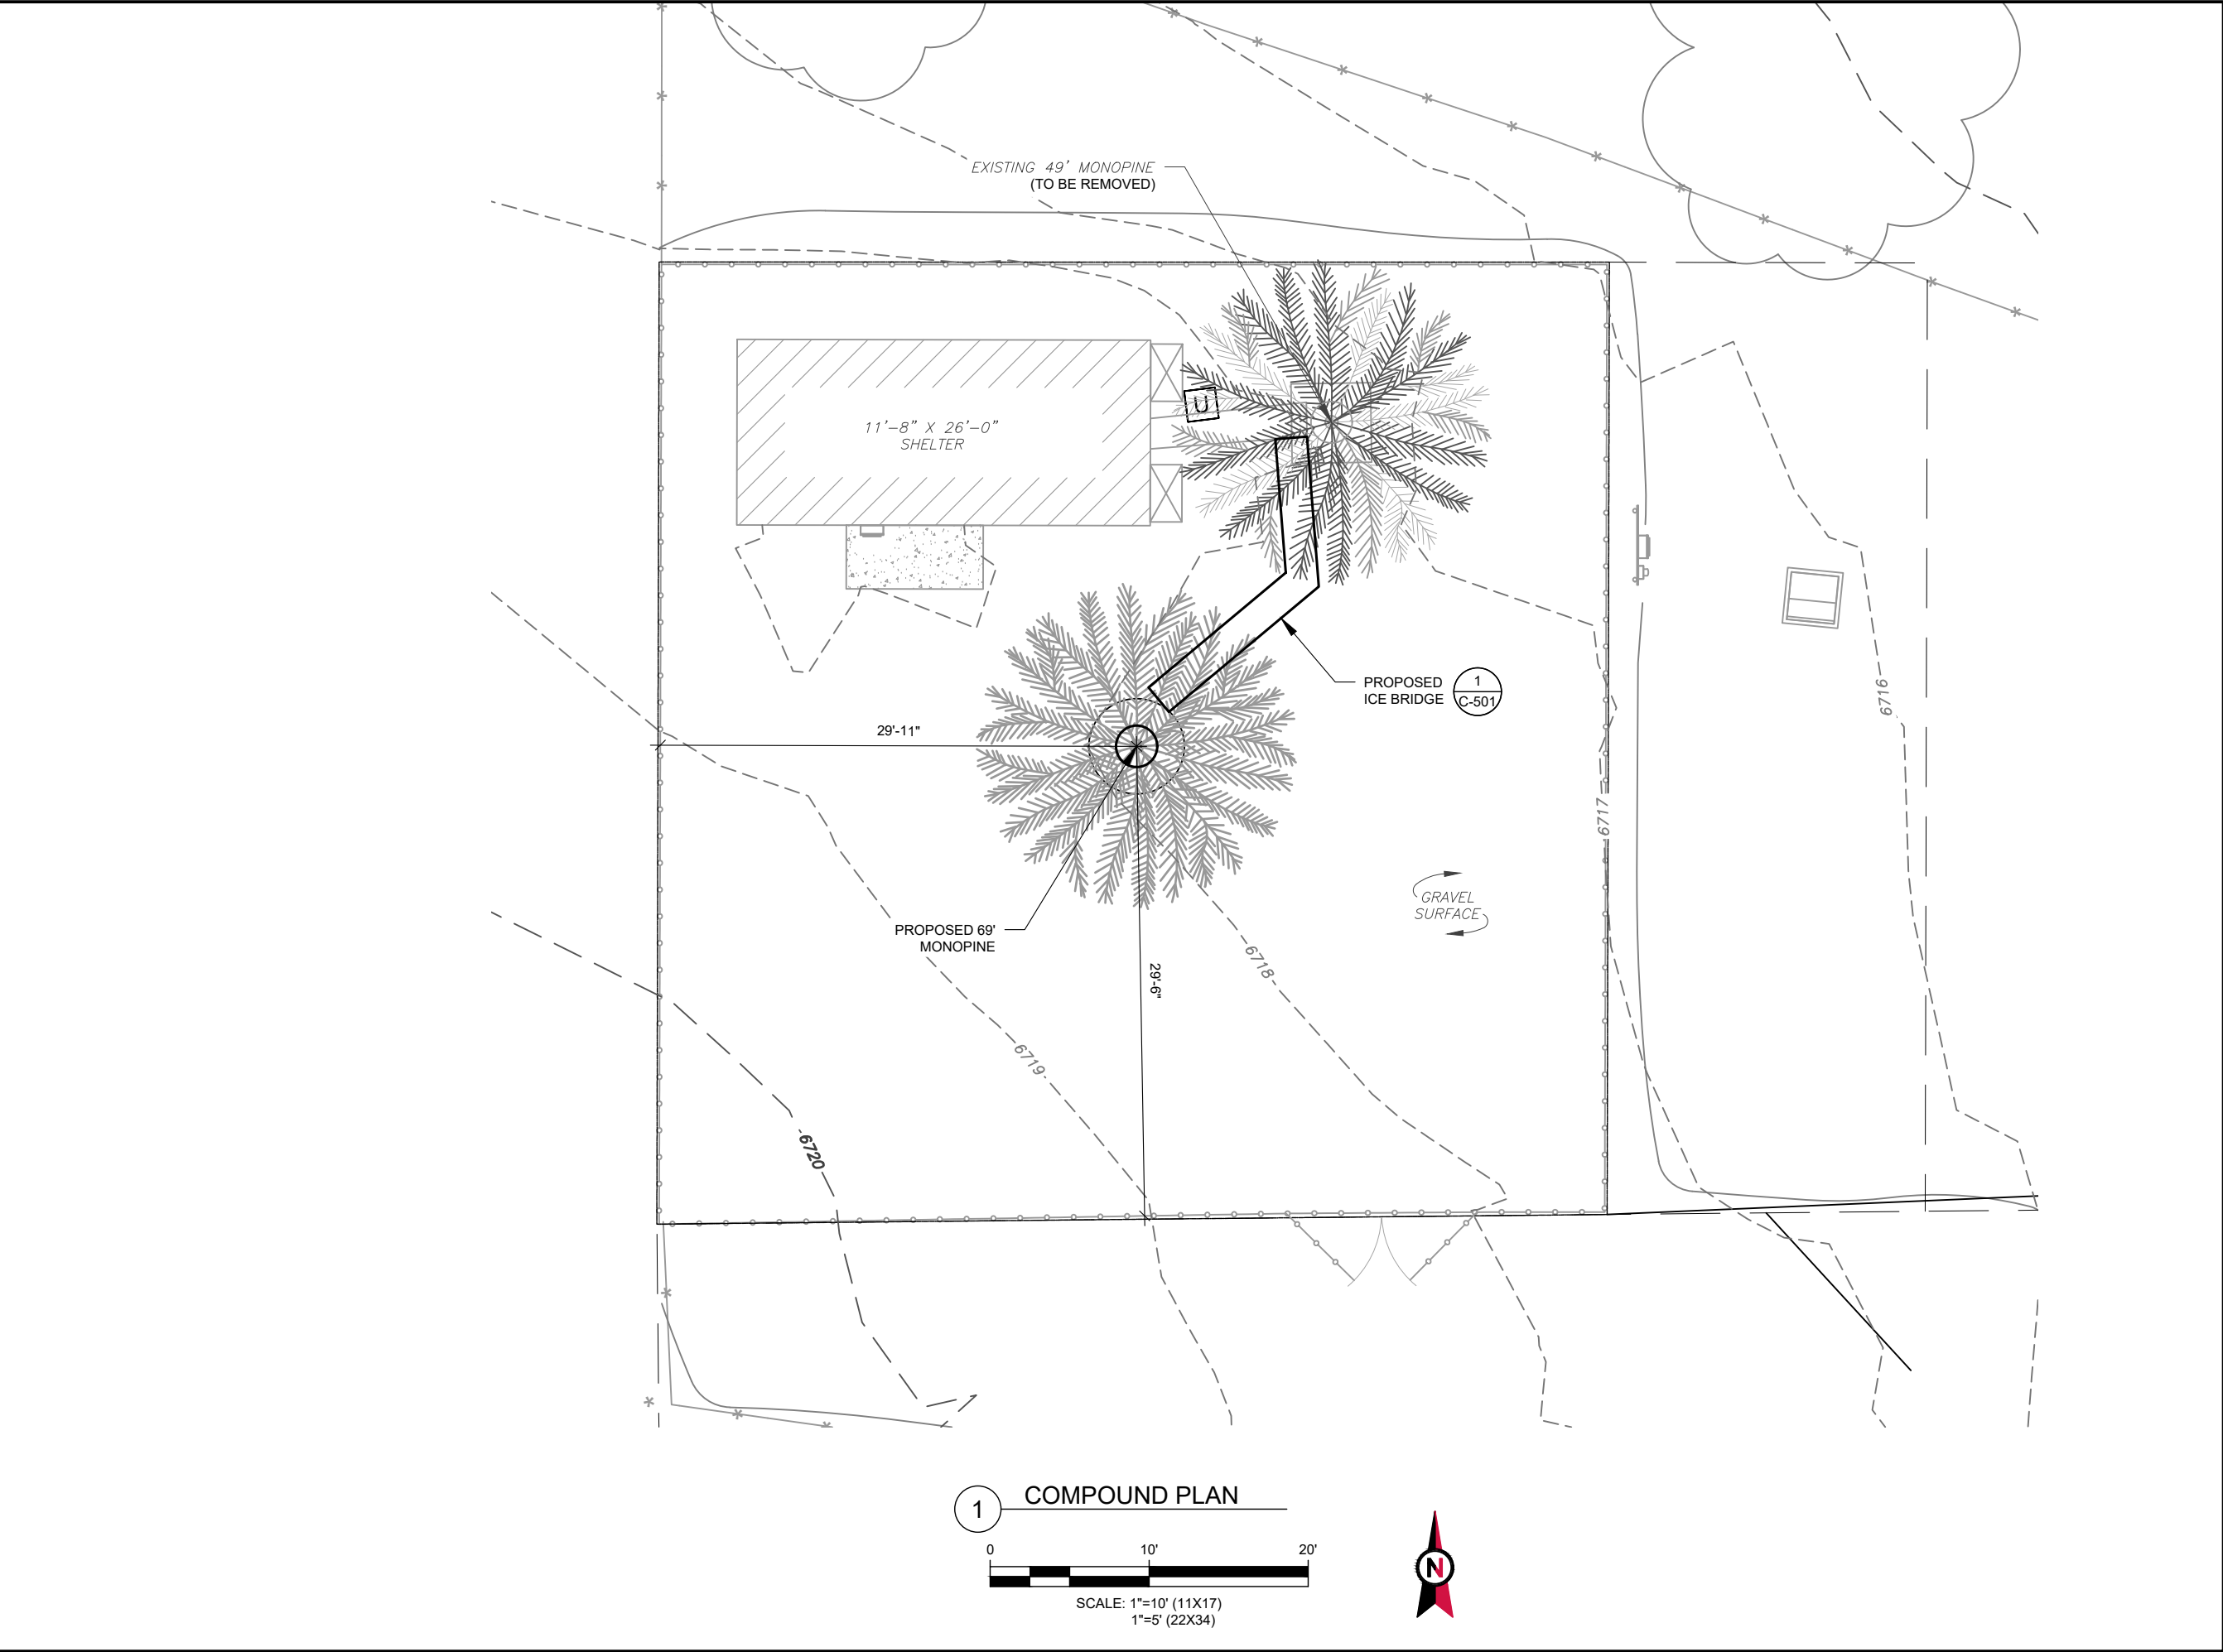 EXISTING 49' MONOPINE
(TO BE REMOVED)
U
11'-8" X 26'-0"
SHELTER
PROPOSED
ICE BRIDGE
1
C-501
6716
29'-11"
6717
GRAVEL
SURFACE
PROPOSED 69'
MONOPINE
29'-6"
6718
6719
6720
1
COMPOUND PLAN
0 10' 20'
SCALE: 1"=10' (11X17)
1"=5' (22X34)
N